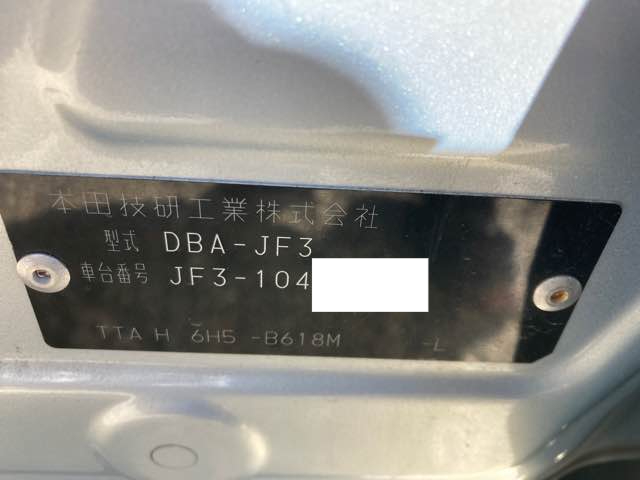 本田技研工業株式会社
型式 DBA-JF3
車台番号 JF3-104
TTA H 6H5 -B618M -L